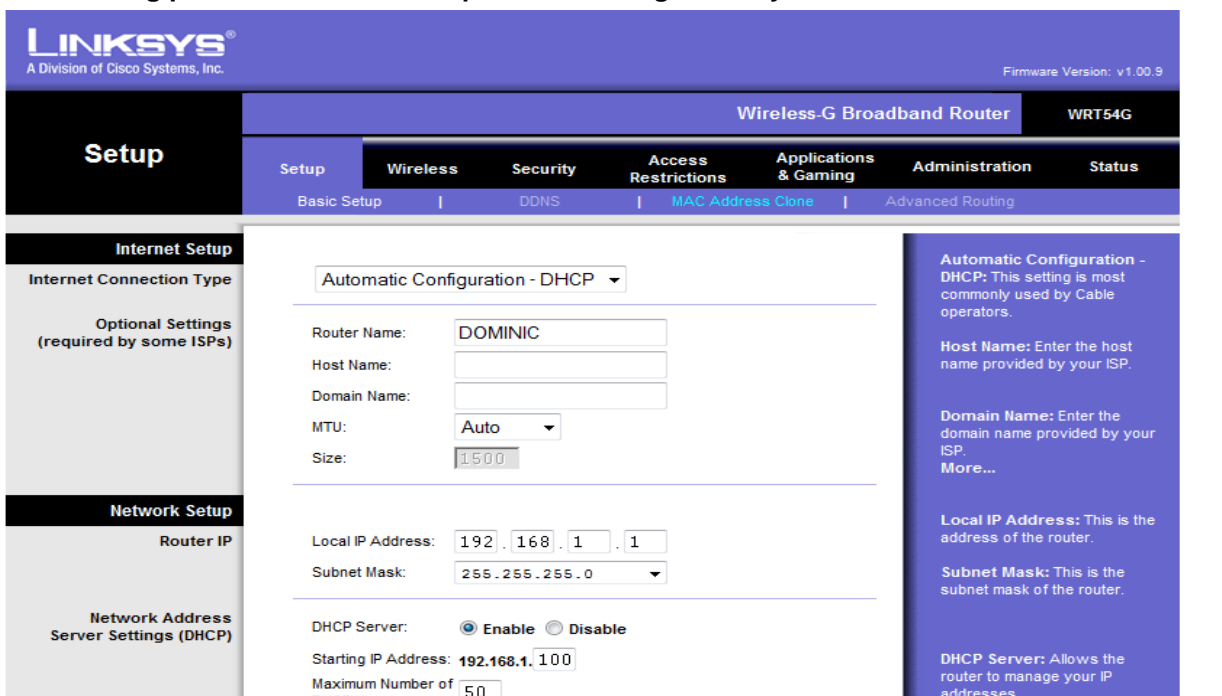 LINKSYS®
A Division of Cisco Systems, Inc.
Firmware Version: v1.00.9
Wireless-G Broadband Router
WRT54G
Setup
Setup Wireless Security Access Restrictions Applications & Gaming Administration Status
Basic Setup | DDNS | MAC Address Clone | Advanced Routing
Internet Setup
Internet Connection Type
Automatic Configuration - DHCP
Optional Settings
(required by some ISPs)
Router Name: DOMINIC
Host Name:
Domain Name:
MTU: Auto
Size: 1500
Network Setup
Router IP
Local IP Address: 192 . 168 . 1 . 1
Subnet Mask: 255.255.255.0
Network Address
Server Settings (DHCP)
DHCP Server: Enable Disable
Starting IP Address: 192.168.1. 100
Maximum Number of
50
Automatic Configuration -
DHCP: This setting is most
commonly used by Cable
operators.
Host Name: Enter the host
name provided by your ISP.
Domain Name: Enter the
domain name provided by your
ISP.
More...
Local IP Address: This is the
address of the router.
Subnet Mask: This is the
subnet mask of the router.
DHCP Server: Allows the
router to manage your IP
addresses